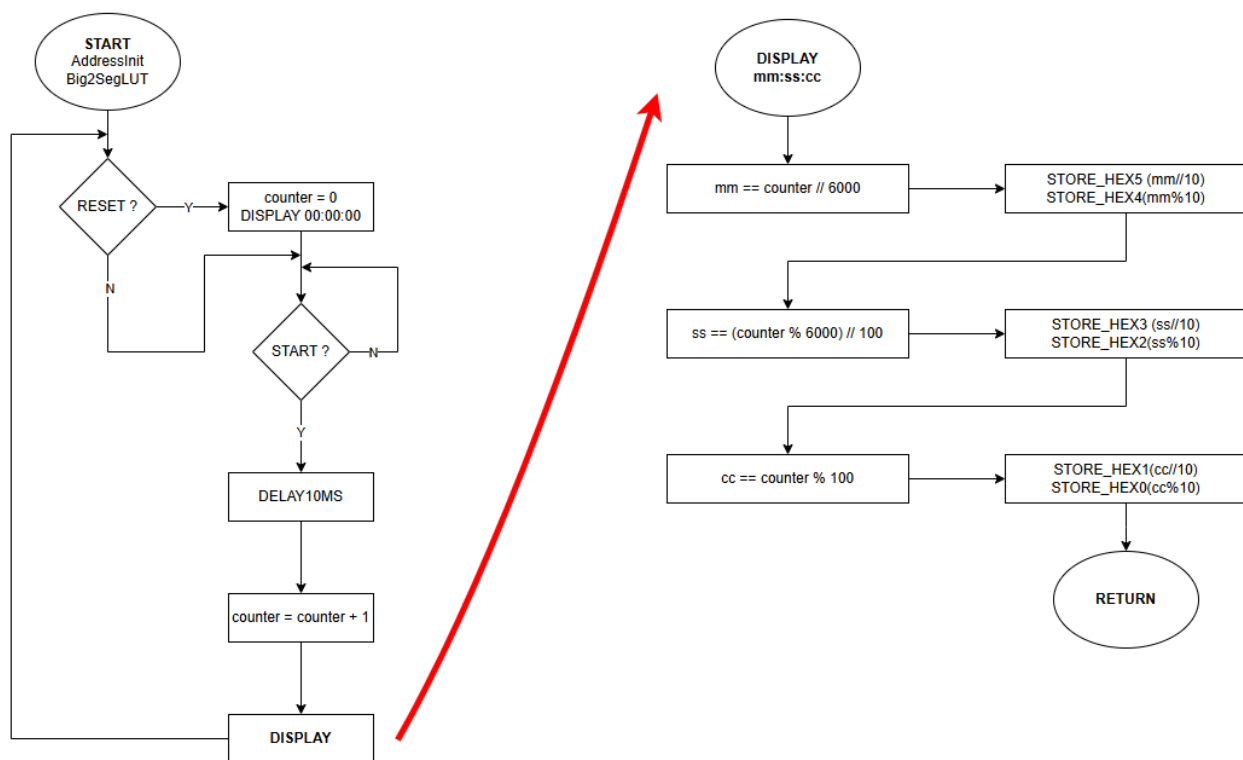 START
AddressInit
Big2SegLUT
RESET ?
Y
counter = 0
DISPLAY 00:00:00
N
START ?
N
Y
DELAY10MS
counter = counter + 1
DISPLAY
DISPLAY
mm:ss:cc
mm == counter // 6000
STORE_HEX5 (mm//10)
STORE_HEX4(mm%10)
ss == (counter % 6000) // 100
STORE_HEX3 (ss//10)
STORE_HEX2(ss%10)
cc == counter % 100
STORE_HEX1(cc//10)
STORE_HEX0(cc%10)
RETURN